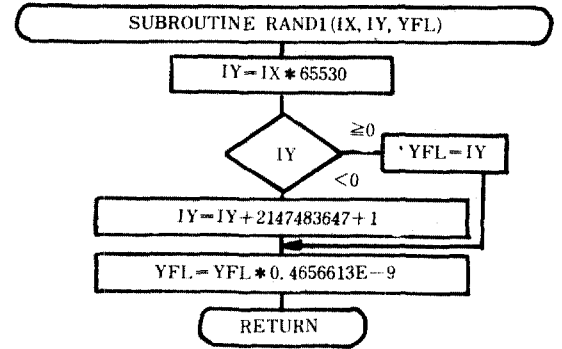 SUBROUTINE RAND1(IX, IY, YFL)
IY=IX*65530
IY
≧0
YFL=IY
<0
IY=IY+2147483647+1
YFL=YFL*0.4656613E-9
RETURN